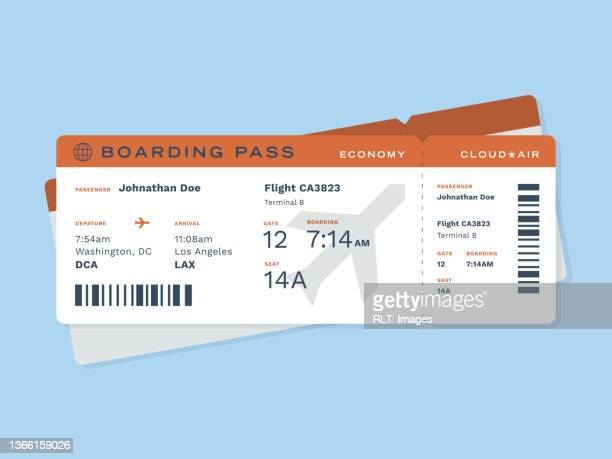 BOARDING PASS ECONOMY CLOUD★AIR
PASSENGER Johnathan Doe
Flight CA3823
Terminal B
DEPATURE ARRIVAL
7:54am 11:08am
Washington, DC Los Angeles
DCA LAX
GATE BOARDING
12 7:14AM
SEAT
14A
PASSENGER
Johnathan Doe
Flight CA3823
Terminal B
GATE BOARDING
12 7:14AM
SEAT
14A
gettyimages
RLT Images
1366159026